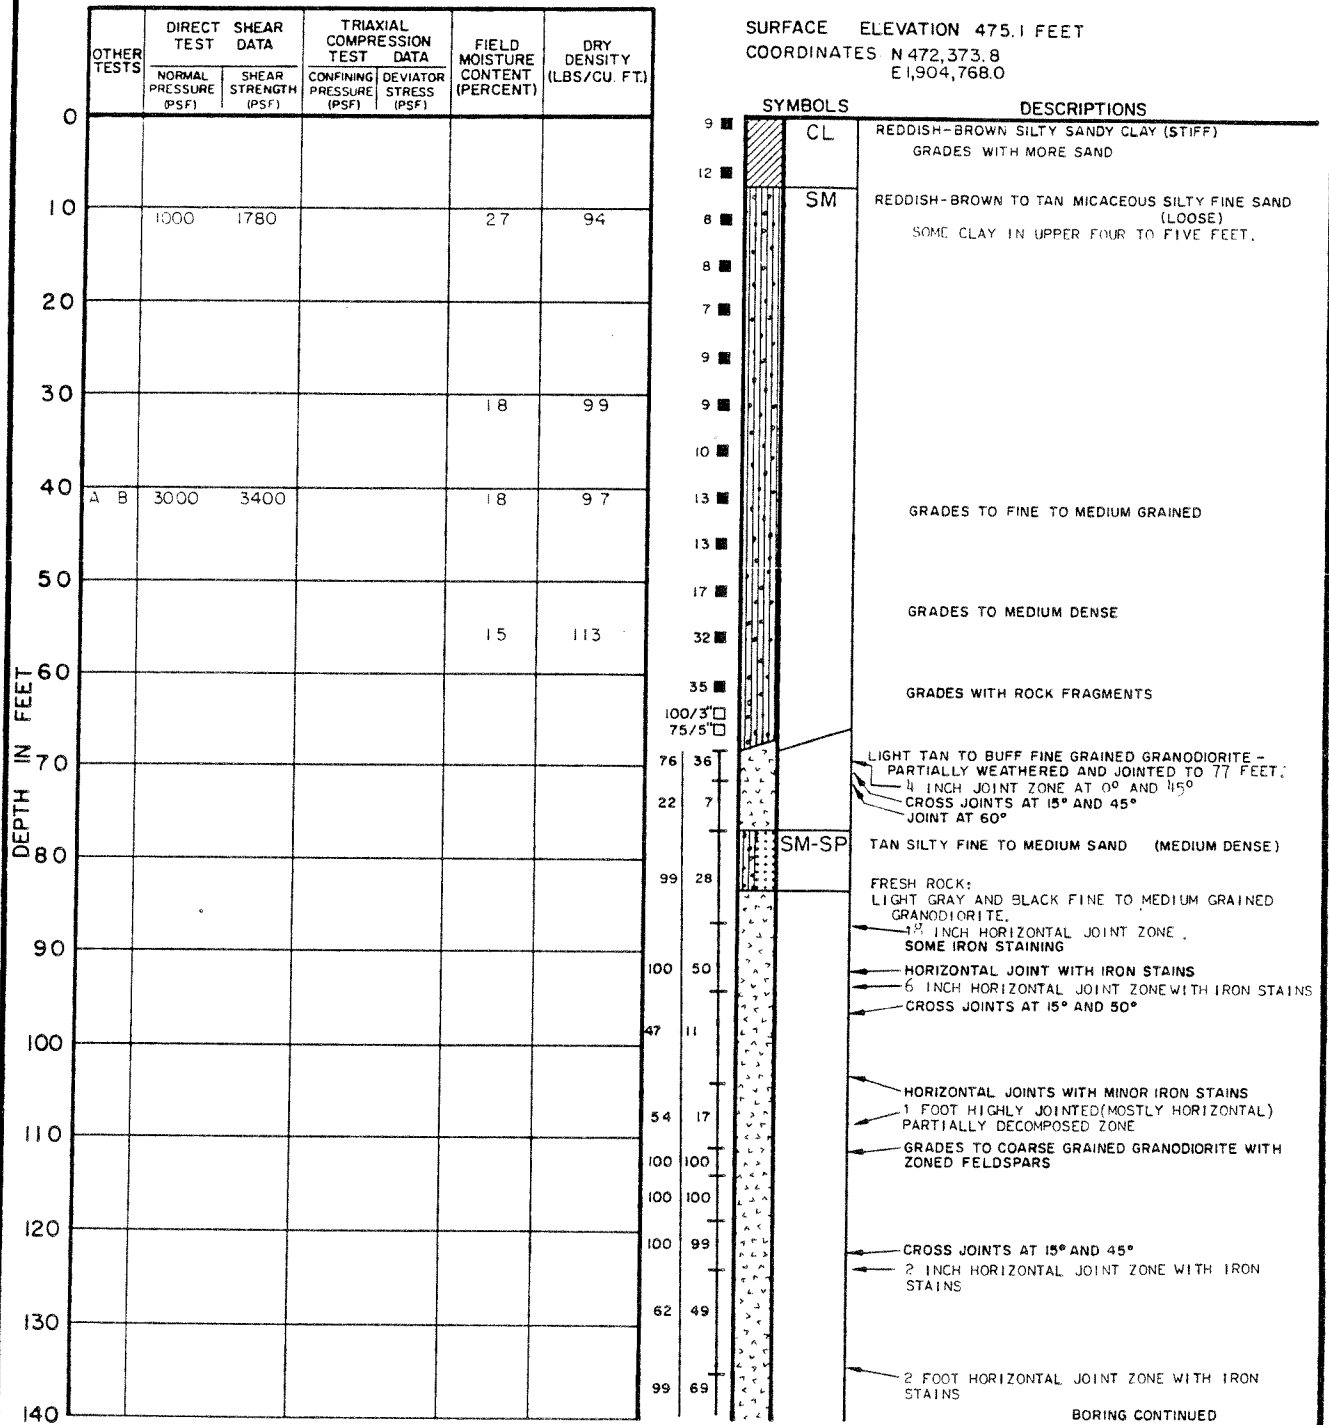 SURFACE ELEVATION 475.1 FEET
COORDINATES N 472,373.8
E 1,904,768.0
OTHER TESTS
DIRECT SHEAR TEST DATA
NORMAL PRESSURE (PSF)
SHEAR STRENGTH (PSF)
TRIAXIAL COMPRESSION TEST DATA
CONFINING PRESSURE (PSF)
DEVIATOR STRESS (PSF)
FIELD MOISTURE CONTENT (PERCENT)
DRY DENSITY (LBS/CU. FT.)
SYMBOLS DESCRIPTIONS
DEPTH IN FEET
0
9 CL REDDISH-BROWN SILTY SANDY CLAY (STIFF)
GRADES WITH MORE SAND
12
10 SM REDDISH-BROWN TO TAN MICACEOUS SILTY FINE SAND
(LOOSE)
1000 1780 27 94 8
SOME CLAY IN UPPER FOUR TO FIVE FEET.
8
20 7
9
30
18 99 9
10
40
A B 3000 3400 18 97 13
GRADES TO FINE TO MEDIUM GRAINED
13
50 17
GRADES TO MEDIUM DENSE
15 113 32
60 35
GRADES WITH ROCK FRAGMENTS
100/3"
75/5"
70 76 36 LIGHT TAN TO BUFF FINE GRAINED GRANODIORITE -
PARTIALLY WEATHERED AND JOINTED TO 77 FEET.
4 INCH JOINT ZONE AT 0° AND 45°
22 7 CROSS JOINTS AT 15° AND 45°
JOINT AT 60°
80 SM-SP TAN SILTY FINE TO MEDIUM SAND (MEDIUM DENSE)
99 28 FRESH ROCK:
LIGHT GRAY AND BLACK FINE TO MEDIUM GRAINED
GRANODIORITE.
18 INCH HORIZONTAL JOINT ZONE.
SOME IRON STAINING
90
100 50 HORIZONTAL JOINT WITH IRON STAINS
6 INCH HORIZONTAL JOINT ZONE WITH IRON STAINS
CROSS JOINTS AT 15° AND 50°
47 11
100
HORIZONTAL JOINTS WITH MINOR IRON STAINS
54 17 1 FOOT HIGHLY JOINTED(MOSTLY HORIZONTAL)
PARTIALLY DECOMPOSED ZONE
110
GRADES TO COARSE GRAINED GRANODIORITE WITH
100 100 ZONED FELDSPARS
100 100
120
100 99 CROSS JOINTS AT 15° AND 45°
2 INCH HORIZONTAL JOINT ZONE WITH IRON
STAINS
62 49
130
2 FOOT HORIZONTAL JOINT ZONE WITH IRON
99 69 STAINS
140 BORING CONTINUED